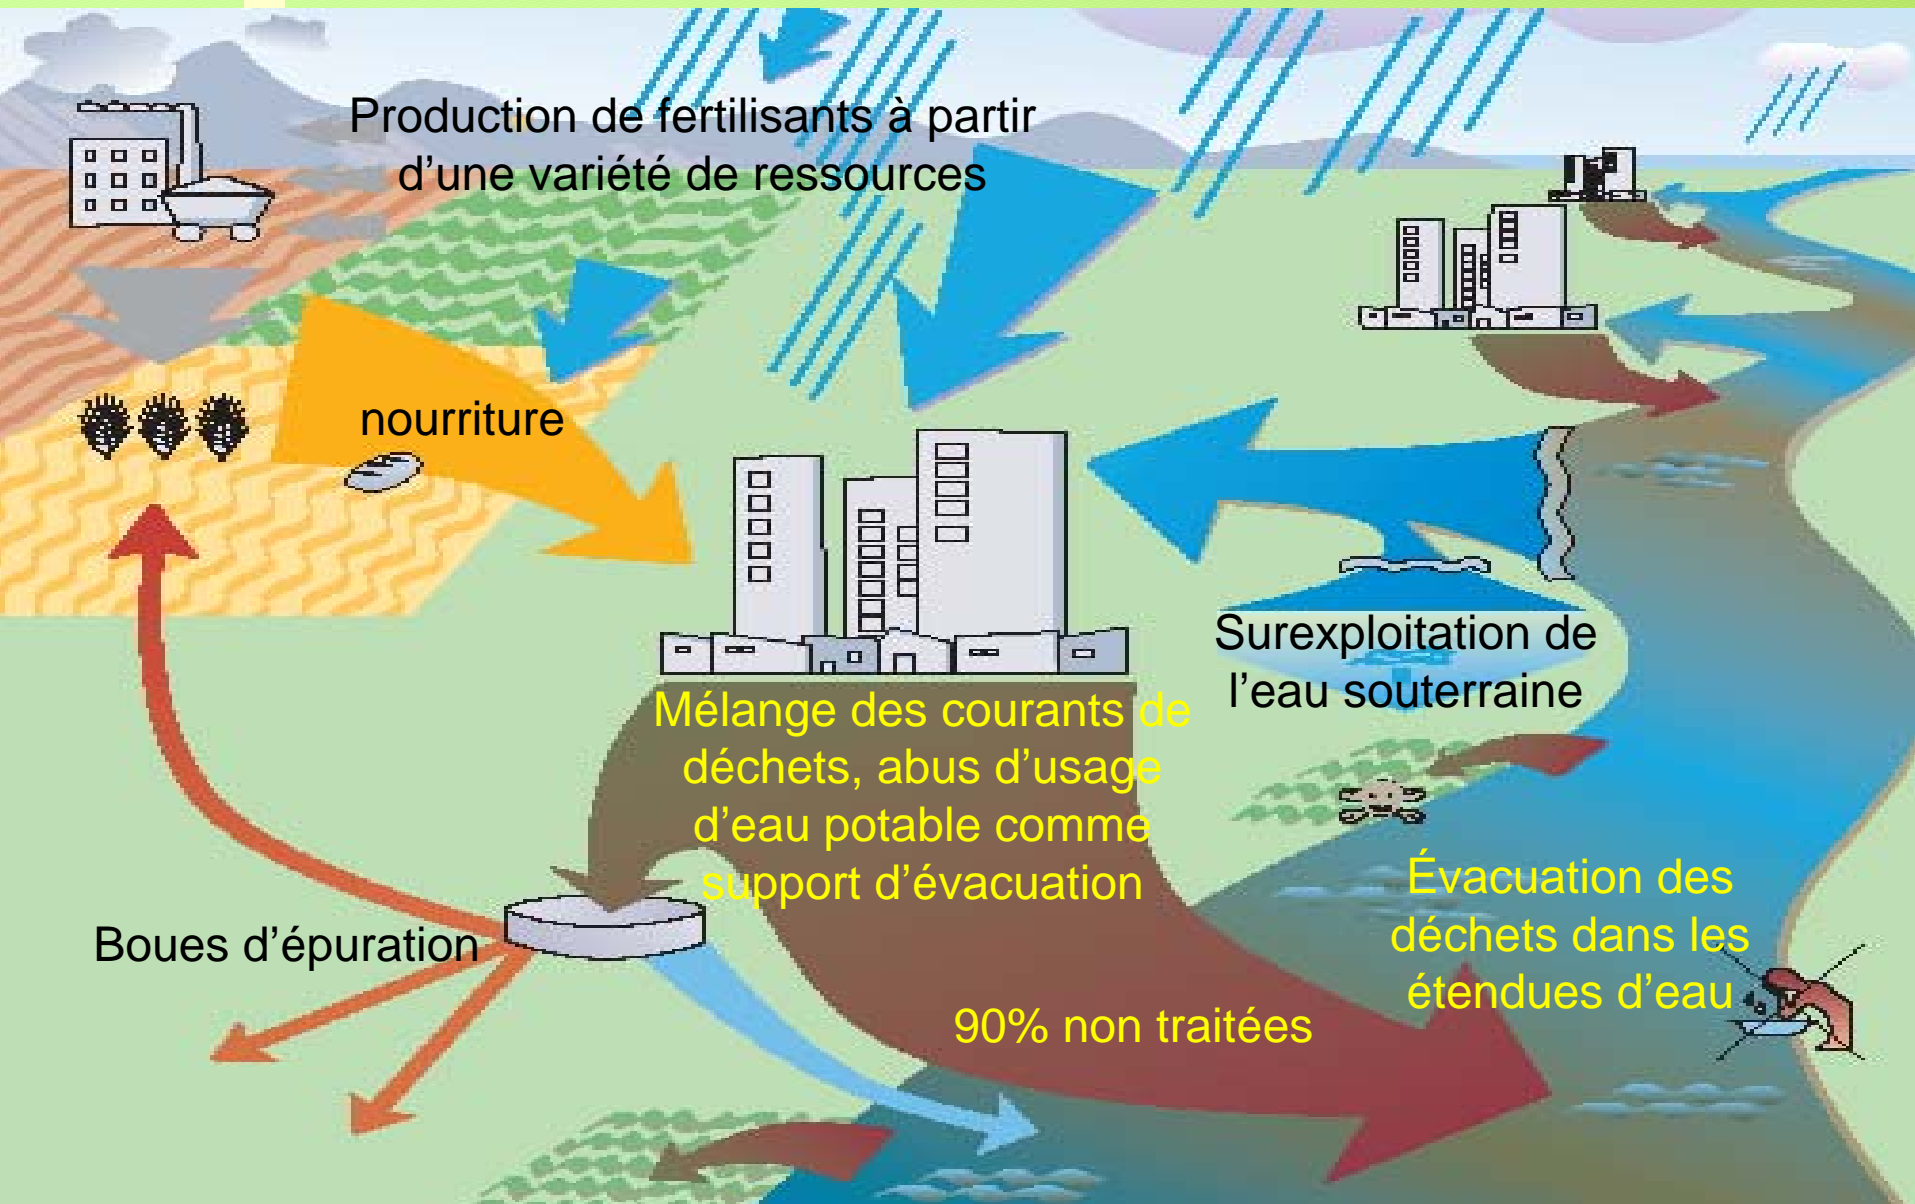 Production de fertilisants à partir
d’une variété de ressources
nourriture
Surexploitation de
l’eau souterraine
Mélange des courants de
déchets, abus d’usage
d’eau potable comme
support d’évacuation
Évacuation des
déchets dans les
étendues d’eau
Boues d’épuration
90% non traitées